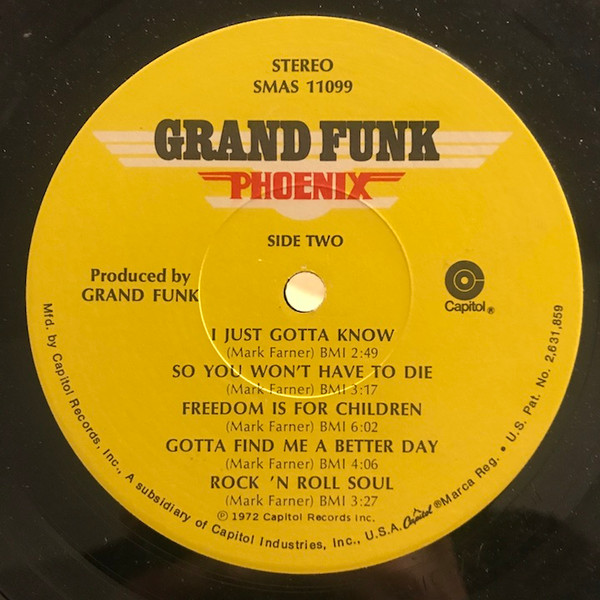 STEREO
SMAS 11099
GRAND FUNK
PHOENIX
SIDE TWO
Produced by
GRAND FUNK
Capitol®
I JUST GOTTA KNOW
(Mark Farner) BMI 2:49
SO YOU WON'T HAVE TO DIE
(Mark Farner) BMI 3:17
FREEDOM IS FOR CHILDREN
(Mark Farner) BMI 6:02
GOTTA FIND ME A BETTER DAY
(Mark Farner) BMI 4:06
ROCK 'N ROLL SOUL
(Mark Farner) BMI 3:27
℗ 1972 Capitol Records Inc.
Mfd. by Capitol Records, Inc., A subsidiary of Capitol Industries, Inc., U.S.A. Capitol ® Marca Reg. • U.S. Pat. No. 2,631,859